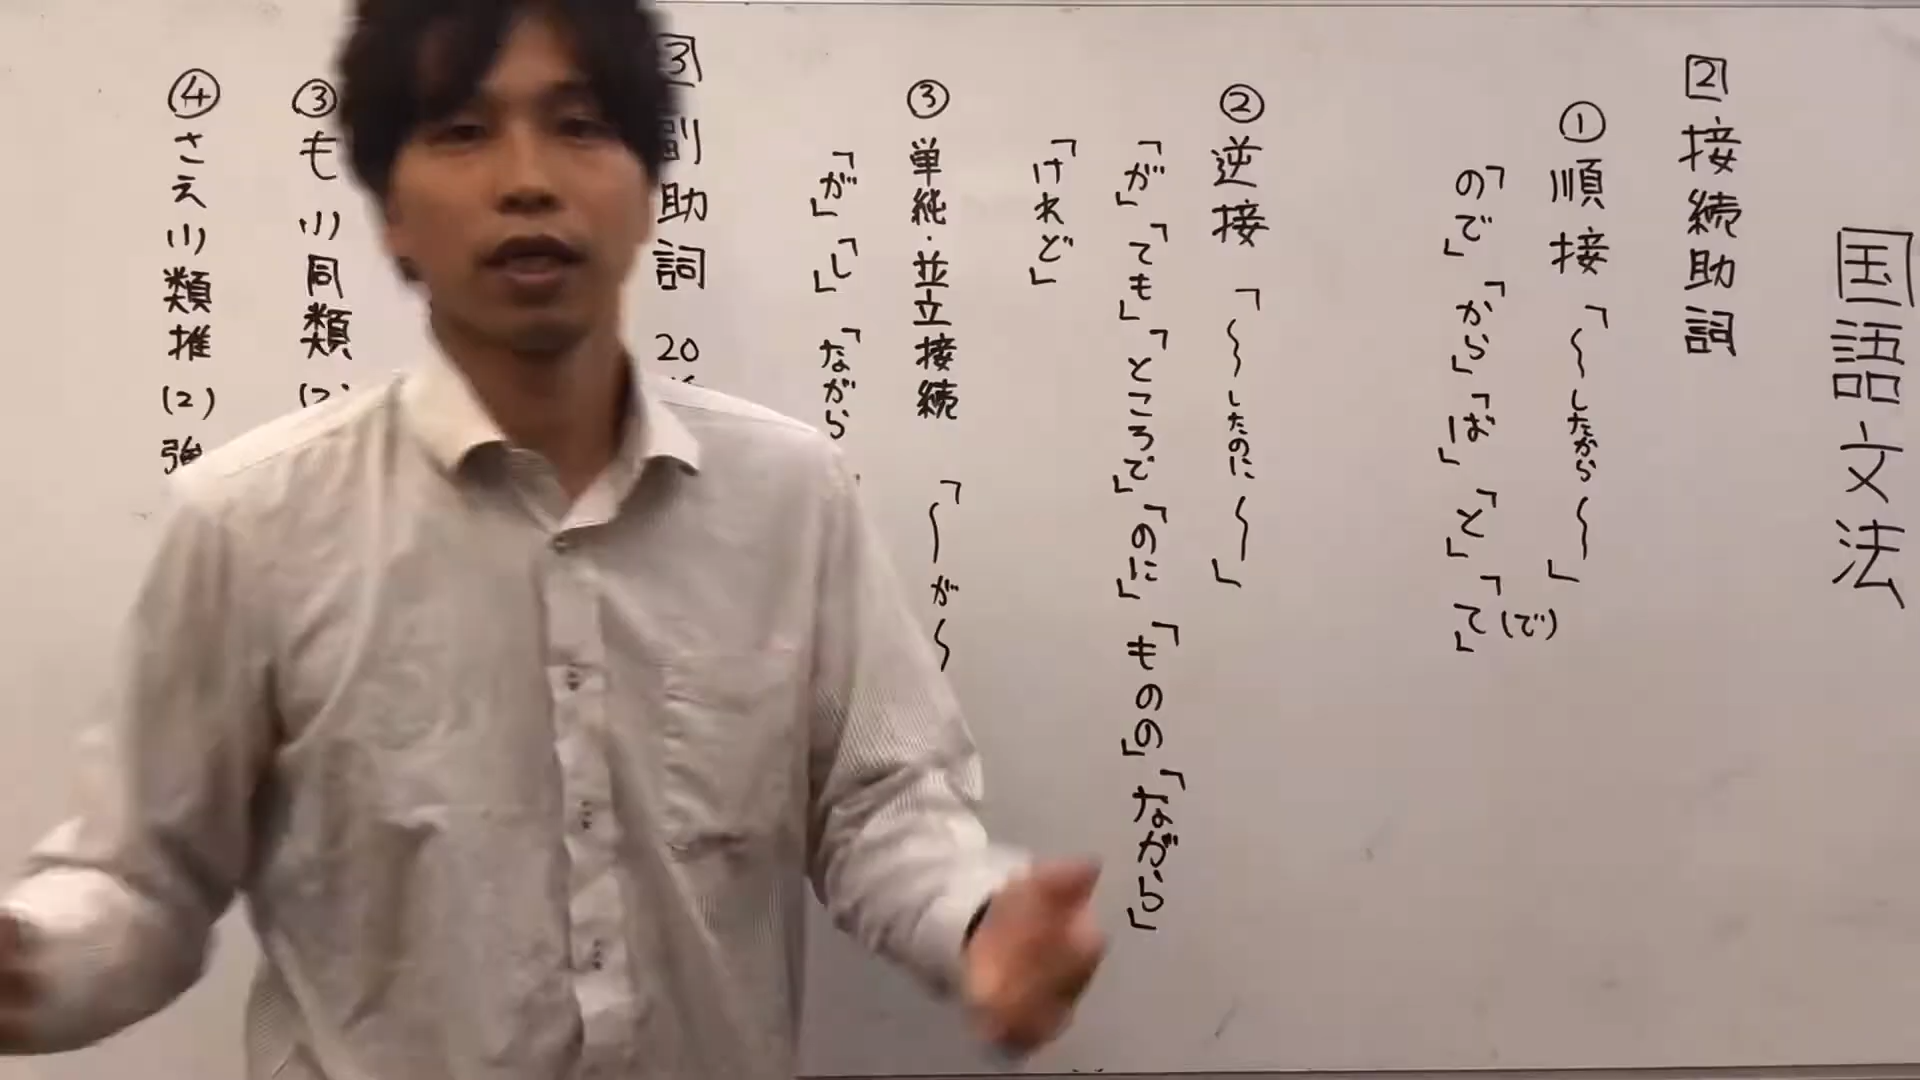 国語文法
2 接続助詞
① 順接 「〜したから〜」
「ので」「から」「ば」「と」「て(で)」
② 逆接 「〜したのに〜」
「が」「ても」「ところで」「のに」「ものの」「ながら」
「けれど」
③ 単純・並立接続 「〜が〜
「が」「し」「ながら
3 副助詞 20
③ も (1)同類 (2)
④ さえ (1)類推 (2)強